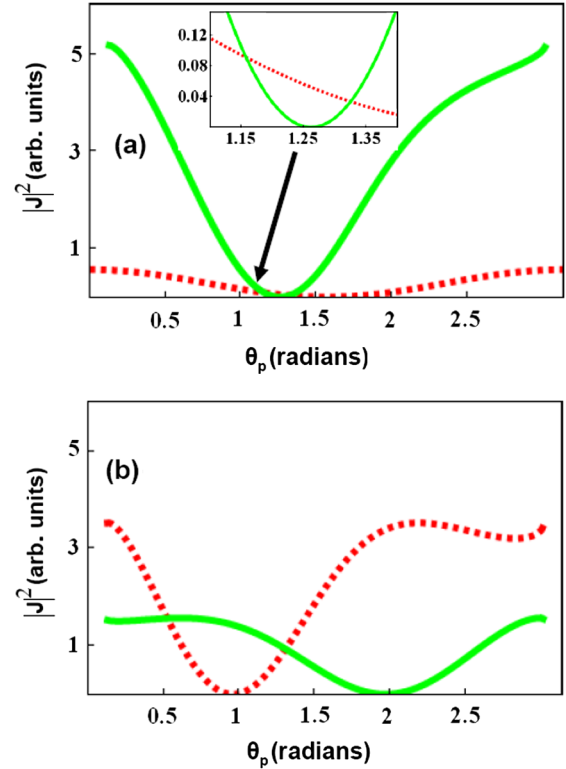 0.12
0.08
0.04
1.15 1.25 1.35
5
3
1
(a)
|J|² (arb. units)
0.5 1 1.5 2 2.5
θp (radians)
5
3
1
(b)
|J|² (arb. units)
0.5 1 1.5 2 2.5
θp (radians)